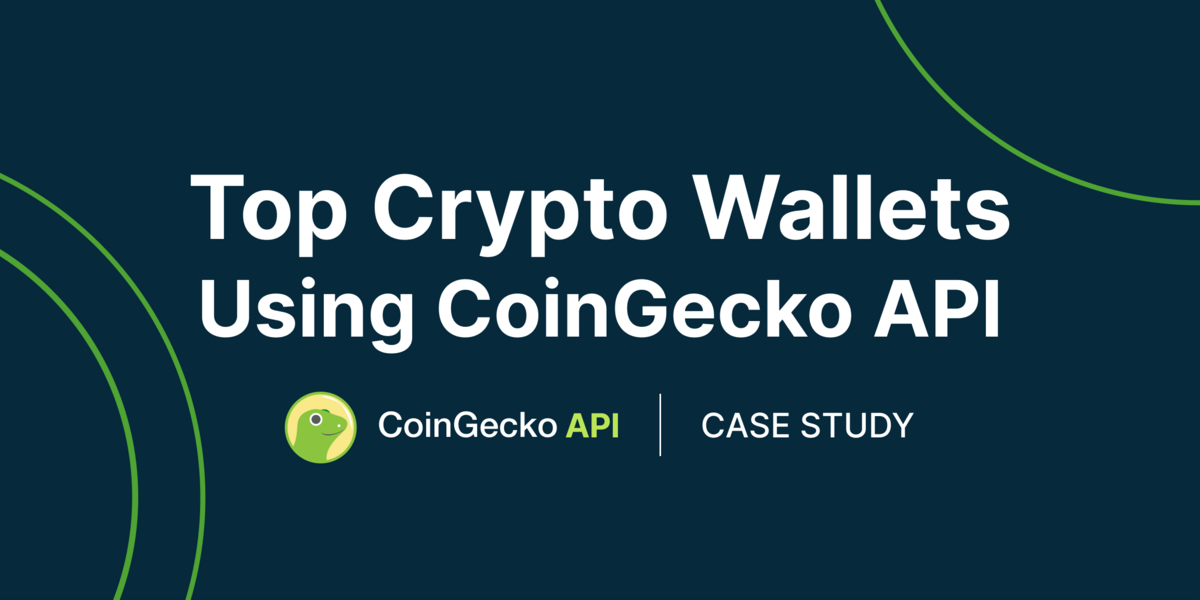 Top Crypto Wallets
Using CoinGecko API
CoinGecko API
CASE STUDY